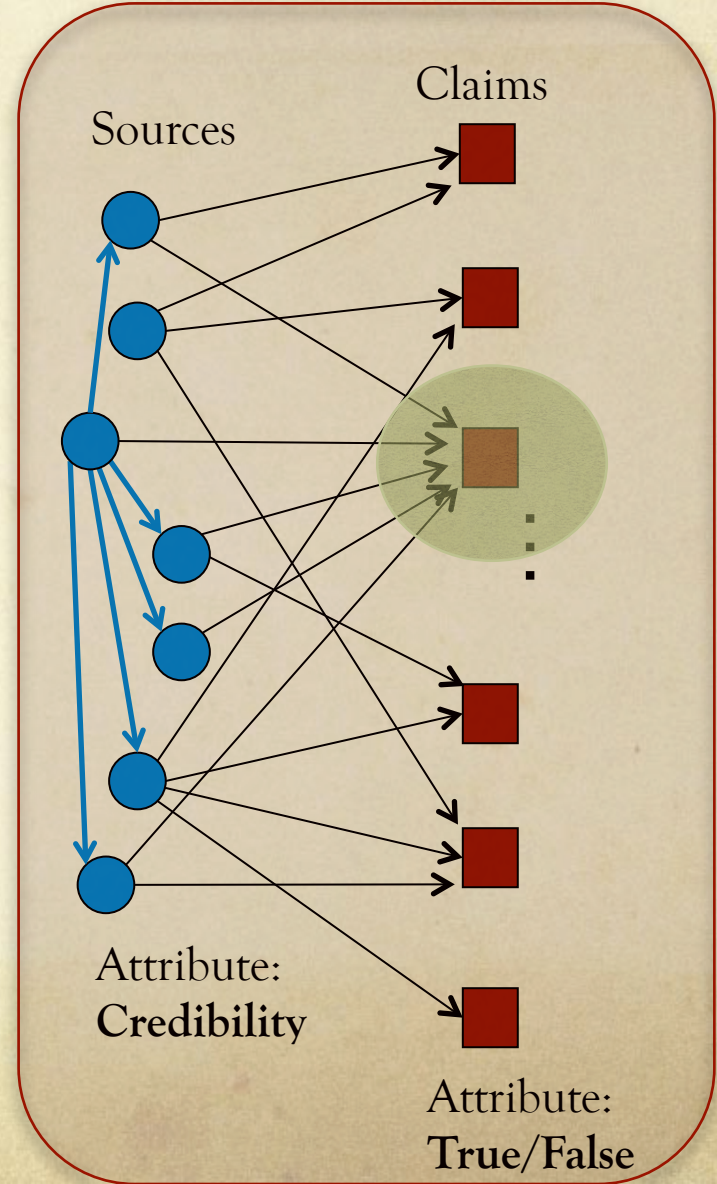 Sources
Claims
Attribute:
Credibility
Attribute:
True/False